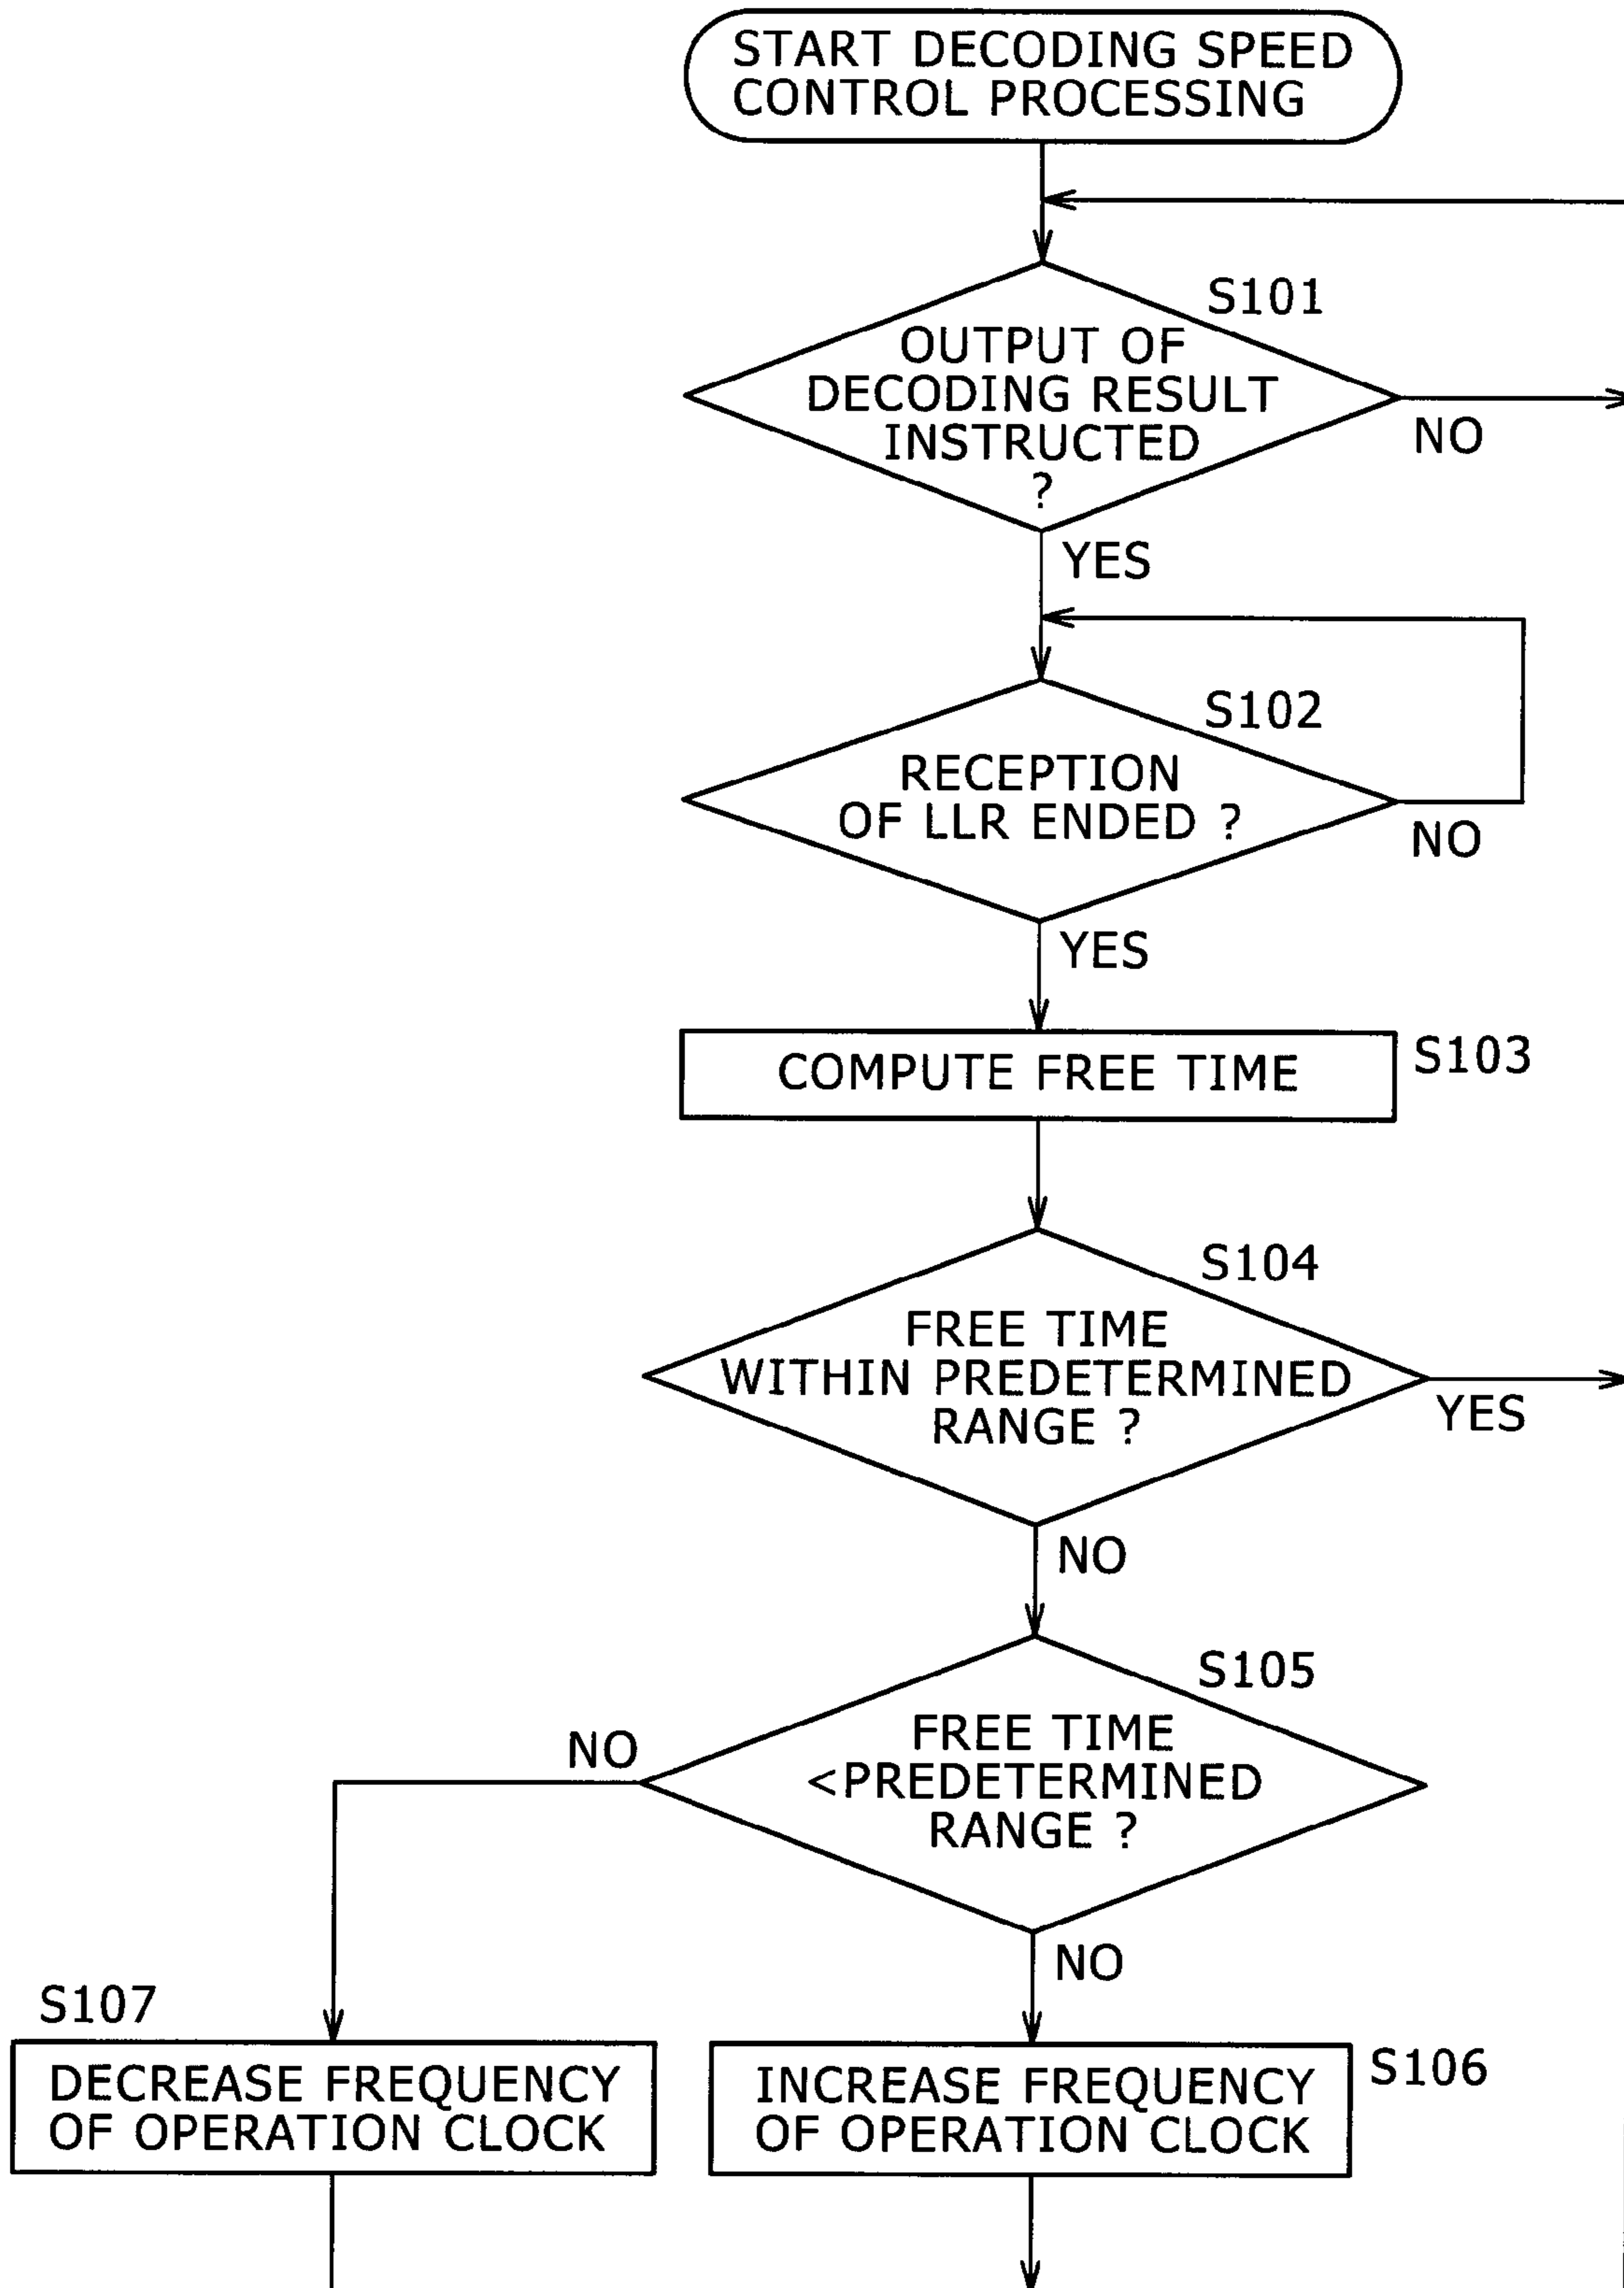 START DECODING SPEED
CONTROL PROCESSING
S101
OUTPUT OF
DECODING RESULT
INSTRUCTED
?
NO
YES
S102
RECEPTION
OF LLR ENDED ?
NO
YES
COMPUTE FREE TIME
S103
S104
FREE TIME
WITHIN PREDETERMINED
RANGE ?
YES
NO
S105
FREE TIME
<PREDETERMINED
RANGE ?
NO
NO
S107
DECREASE FREQUENCY
OF OPERATION CLOCK
S106
INCREASE FREQUENCY
OF OPERATION CLOCK